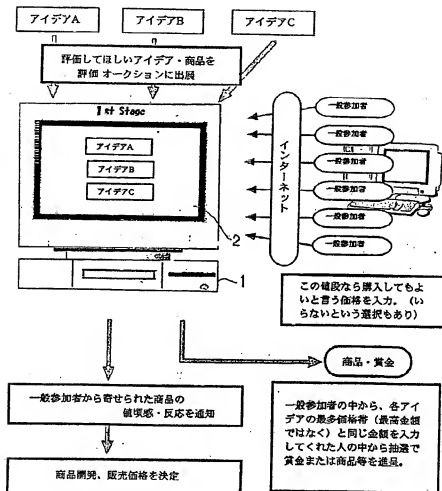 アイデアA
アイデアB
アイデアC
評価してほしいアイデア・商品を
評価 オークションに出展
1st Stage
アイデアA
アイデアB
アイデアC
2
1
インターネット
一般参加者
一般参加者
一般参加者
一般参加者
一般参加者
一般参加者
この値段なら購入してもよ
いと言う価格を入力。（い
らないという選択もあり）
商品・賞金
一般参加者から寄せられた商品の
値頃感・反応を通知
商品開発、販売価格を決定
一般参加者の中から、各アイ
デアの最多価格帯（最高金額
ではなく）と同じ金額を入力
してくれた人の中から抽選で
賞金または商品等を進呈。